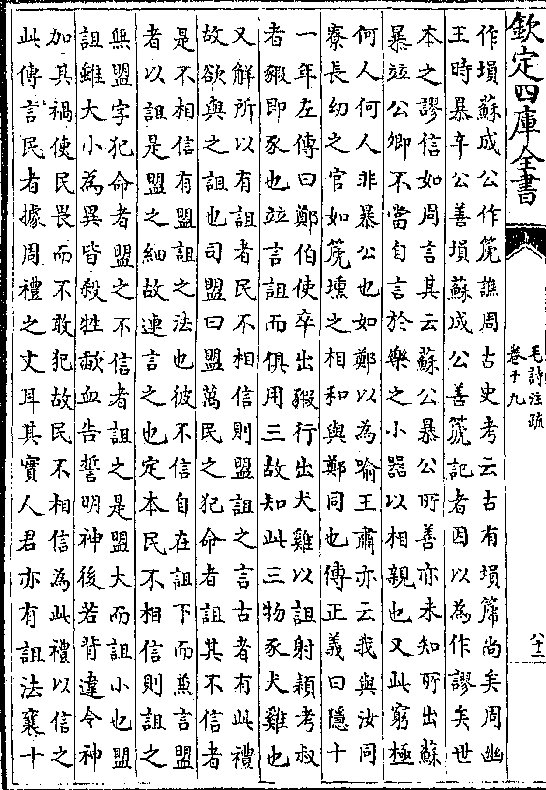 欽定四庫全書
毛詩注疏
卷十九
八十二
作塤蘇成公作箎譙周古史考云古有塤箎尚矣周幽
王時暴辛公善塤蘇成公善箎記者因以為作謬矣世
本之謬信如周言其云蘇公暴公所善亦未知所出蘇
暴竝公卿不當自言於樂之小器以相親也又此窮極
何人何人非暴公也如鄭以為喻王肅亦云我與汝同
寮長幼之官如箎壎之相和與鄭同也傳正義曰隱十
一年左傳曰鄭伯使卒出豭行出犬雞以詛射穎考叔
者豭即豕也竝言詛而俱用三故知此三物豕犬雞也
又解所以有詛者民不相信則盟詛之言古者有此禮
故欲與之詛也司盟曰盟萬民之犯命者詛其不信者
是不相信有盟詛之法也彼不信自在詛下而兼言盟
者以詛是盟之細故連言之也定本民不相信則詛之
無盟字犯命者盟之不信者詛之是盟大而詛小也盟
詛雖大小為異皆殺牲歃血告誓明神後若背違令神
加其禍使民畏而不敢犯故民不相信為此禮以信之
此傳言民者據周禮之文耳其實人君亦有詛法襄十